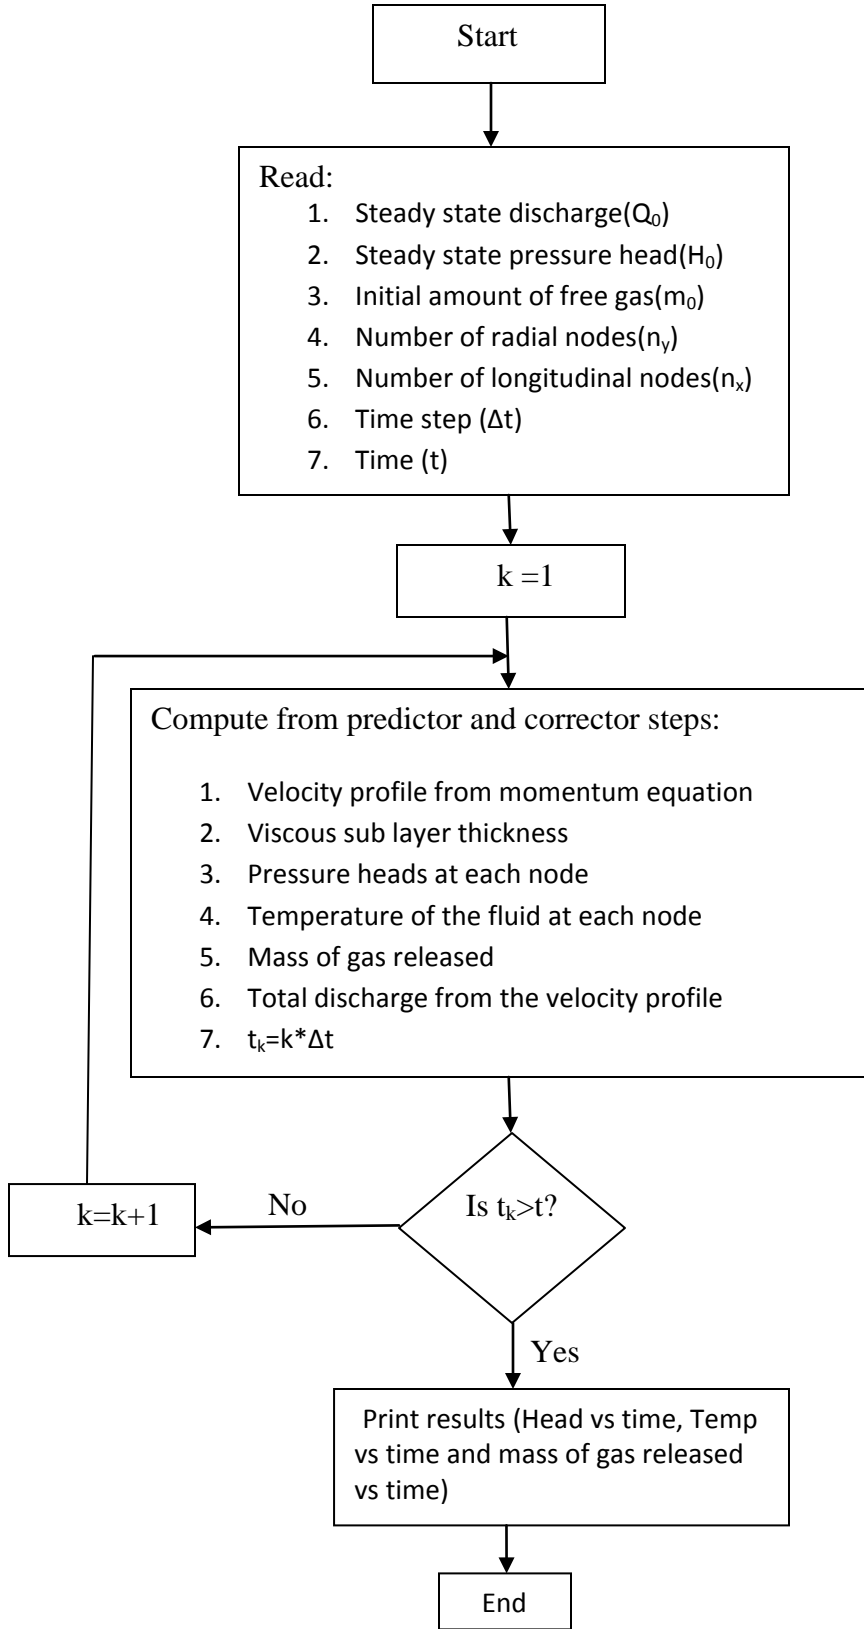 Start
Read:
1. Steady state discharge(Q₀)
2. Steady state pressure head(H₀)
3. Initial amount of free gas(m₀)
4. Number of radial nodes(nᵧ)
5. Number of longitudinal nodes(nₓ)
6. Time step (Δt)
7. Time (t)
k =1
Compute from predictor and corrector steps:
1. Velocity profile from momentum equation
2. Viscous sub layer thickness
3. Pressure heads at each node
4. Temperature of the fluid at each node
5. Mass of gas released
6. Total discharge from the velocity profile
7. tₖ=k*Δt
Is tₖ>t?
No
k=k+1
Yes
Print results (Head vs time, Temp
vs time and mass of gas released
vs time)
End